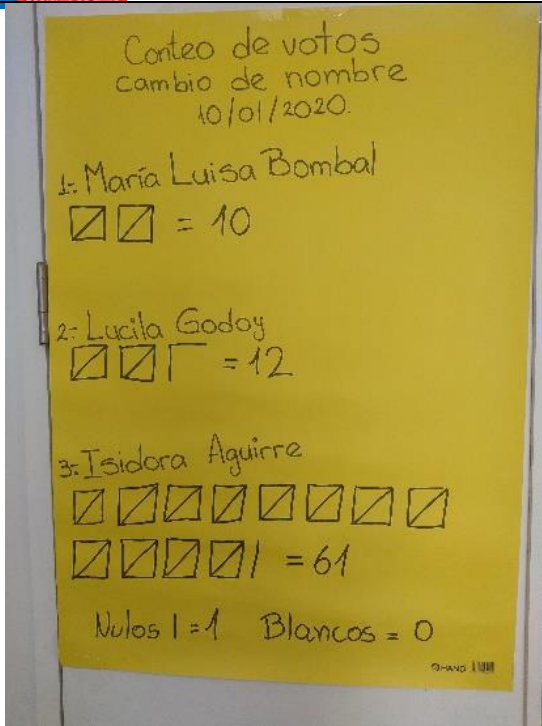 Conteo de votos
cambio de nombre
10/01/2020.
1= María Luisa Bombal
= 10
2= Lucila Godoy
= 12
3= Isidora Aguirre
= 61
Nulos | = 1 Blancos = 0
HAND